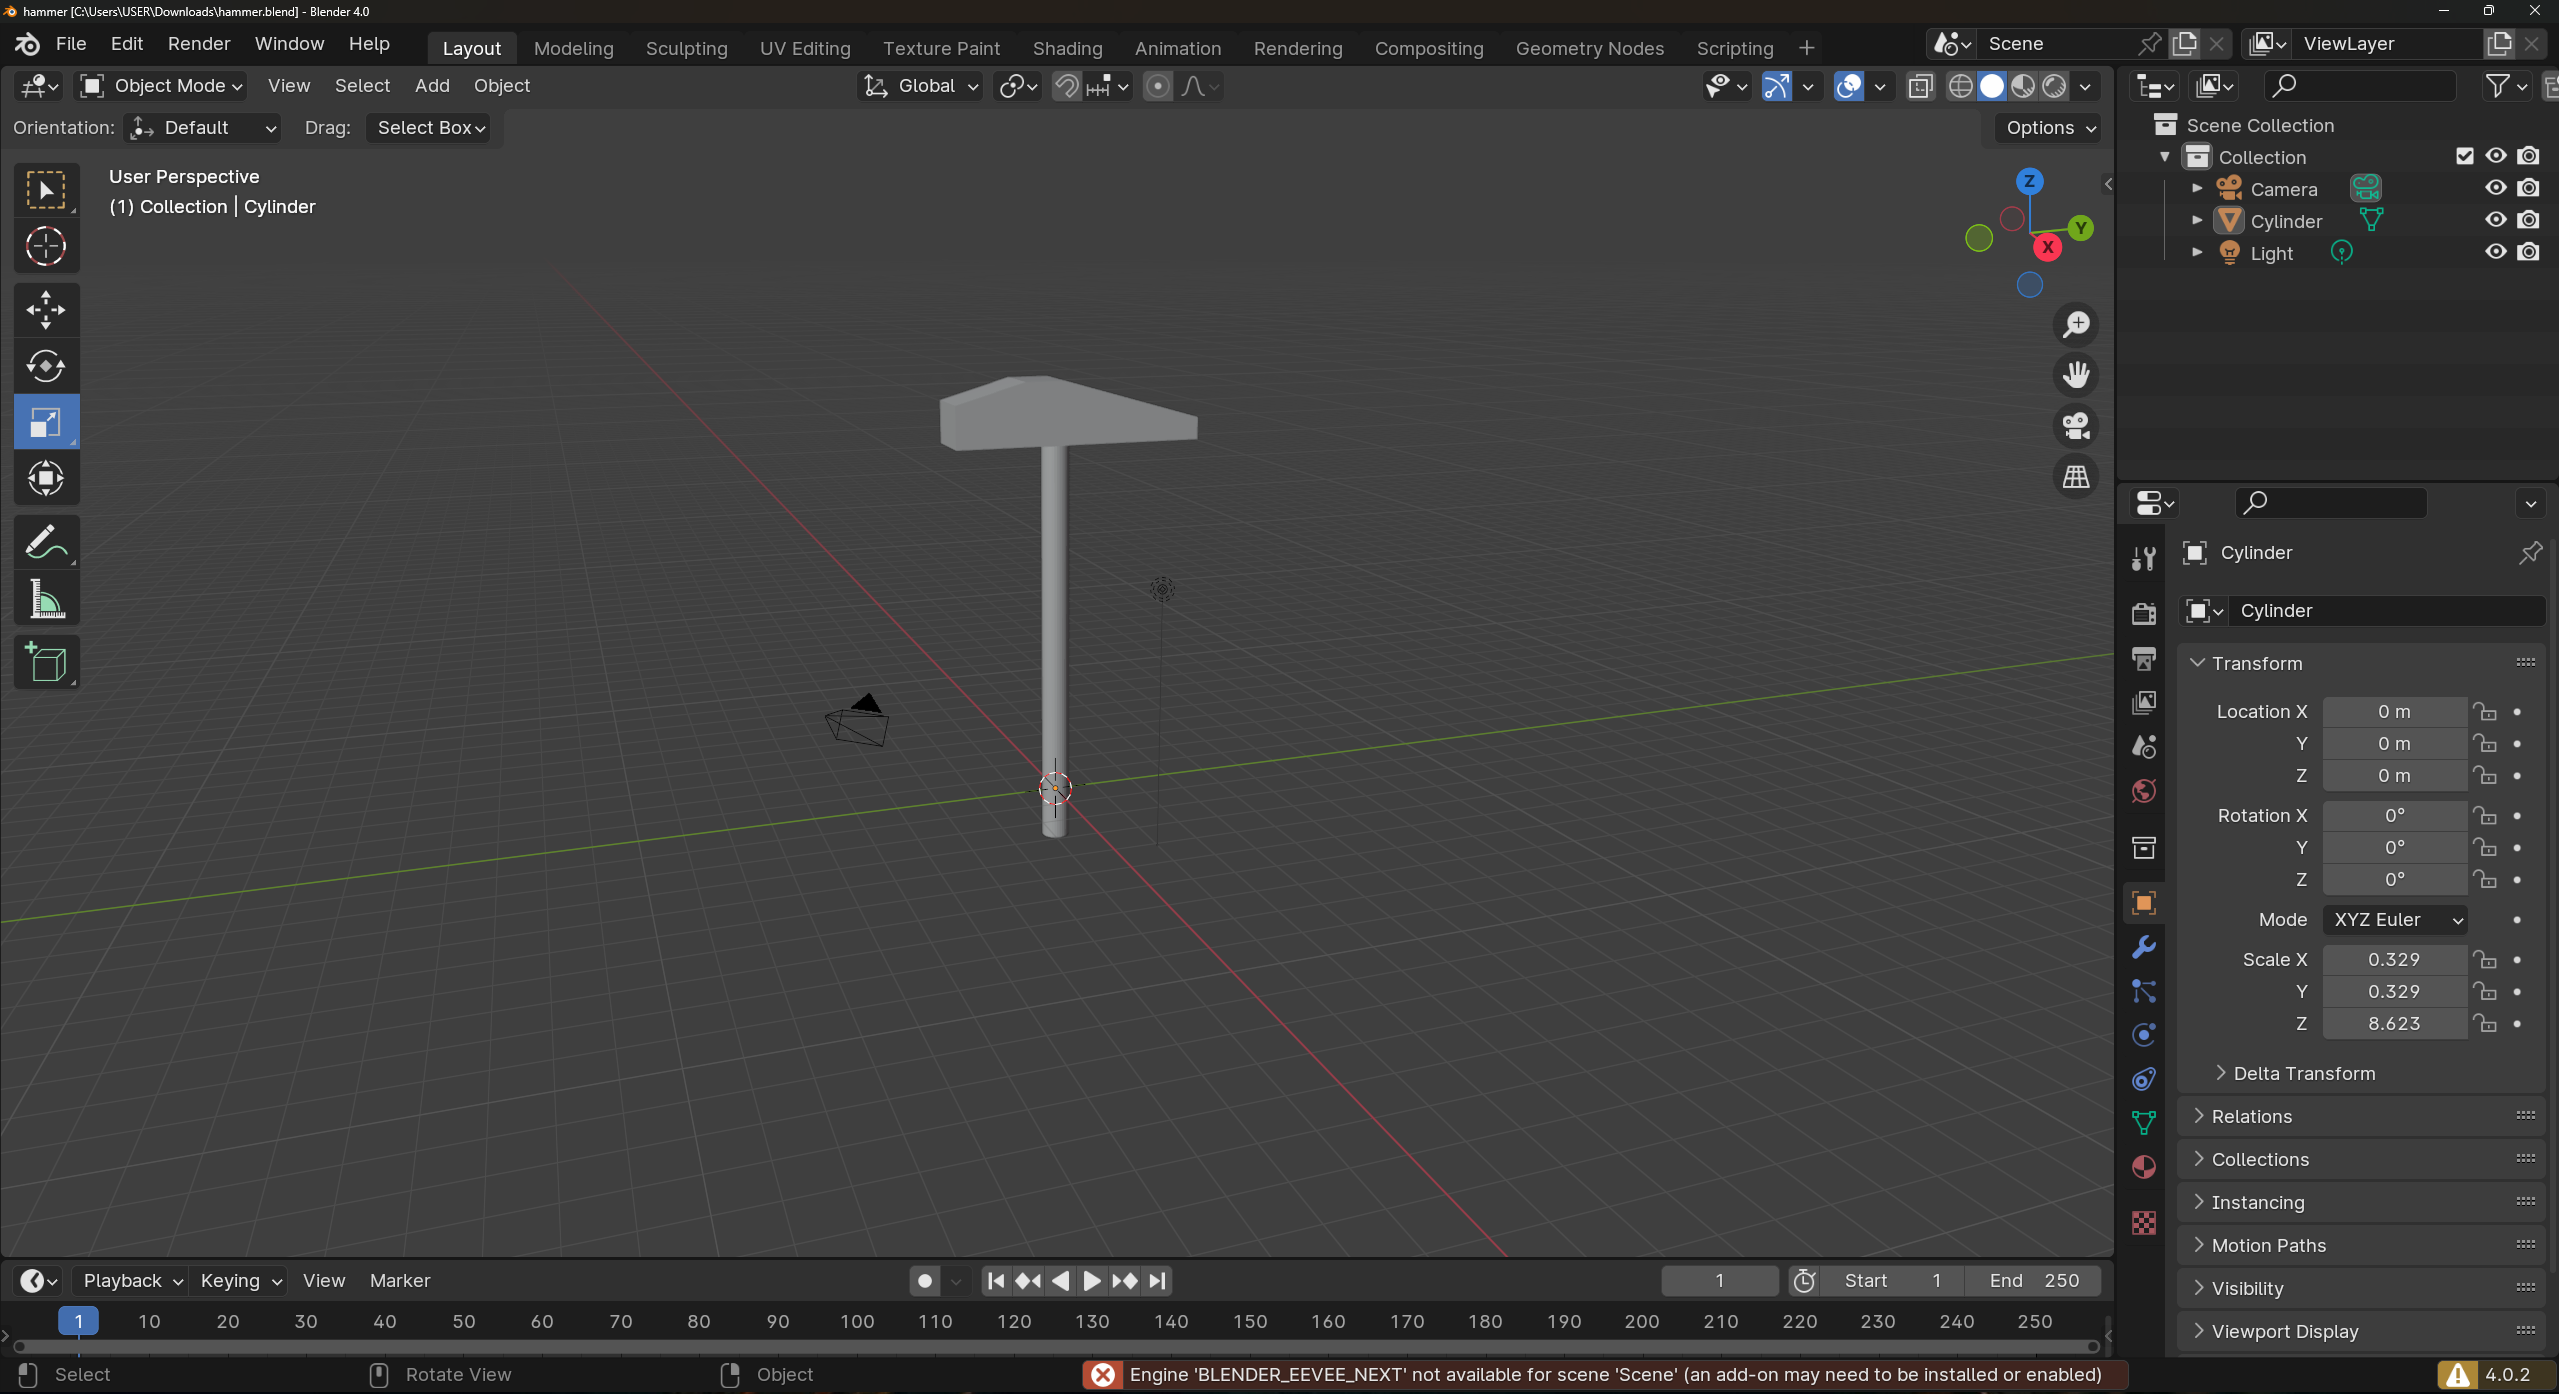 hammer [C:\Users\USER\Downloads\hammer.blend] - Blender 4.0
File Edit Render Window Help Layout Modeling Sculpting UV Editing Texture Paint Shading Animation Rendering Compositing Geometry Nodes Scripting + Scene ViewLayer
Object Mode View Select Add Object Global
Orientation: Default Drag: Select Box Options
User Perspective
(1) Collection | Cylinder
Z
Y
X
Scene Collection
Collection
Camera
Cylinder
Light
Cylinder
Cylinder
Transform
Location X 0 m
Y 0 m
Z 0 m
Rotation X 0°
Y 0°
Z 0°
Mode XYZ Euler
Scale X 0.329
Y 0.329
Z 8.623
Delta Transform
Relations
Collections
Instancing
Motion Paths
Visibility
Viewport Display
Playback Keying View Marker 1 Start 1 End 250
1 10 20 30 40 50 60 70 80 90 100 110 120 130 140 150 160 170 180 190 200 210 220 230 240 250
Select Rotate View Object Engine 'BLENDER_EEVEE_NEXT' not available for scene 'Scene' (an add-on may need to be installed or enabled) 4.0.2